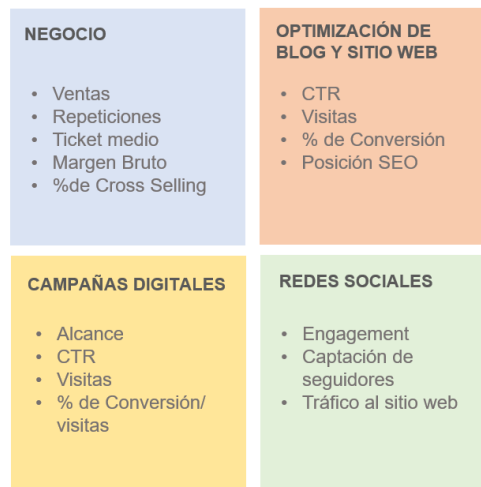 NEGOCIO
• Ventas
• Repeticiones
• Ticket medio
• Margen Bruto
• %de Cross Selling
OPTIMIZACIÓN DE
BLOG Y SITIO WEB
• CTR
• Visitas
• % de Conversión
• Posición SEO
CAMPAÑAS DIGITALES
• Alcance
• CTR
• Visitas
• % de Conversión/
visitas
REDES SOCIALES
• Engagement
• Captación de
seguidores
• Tráfico al sitio web